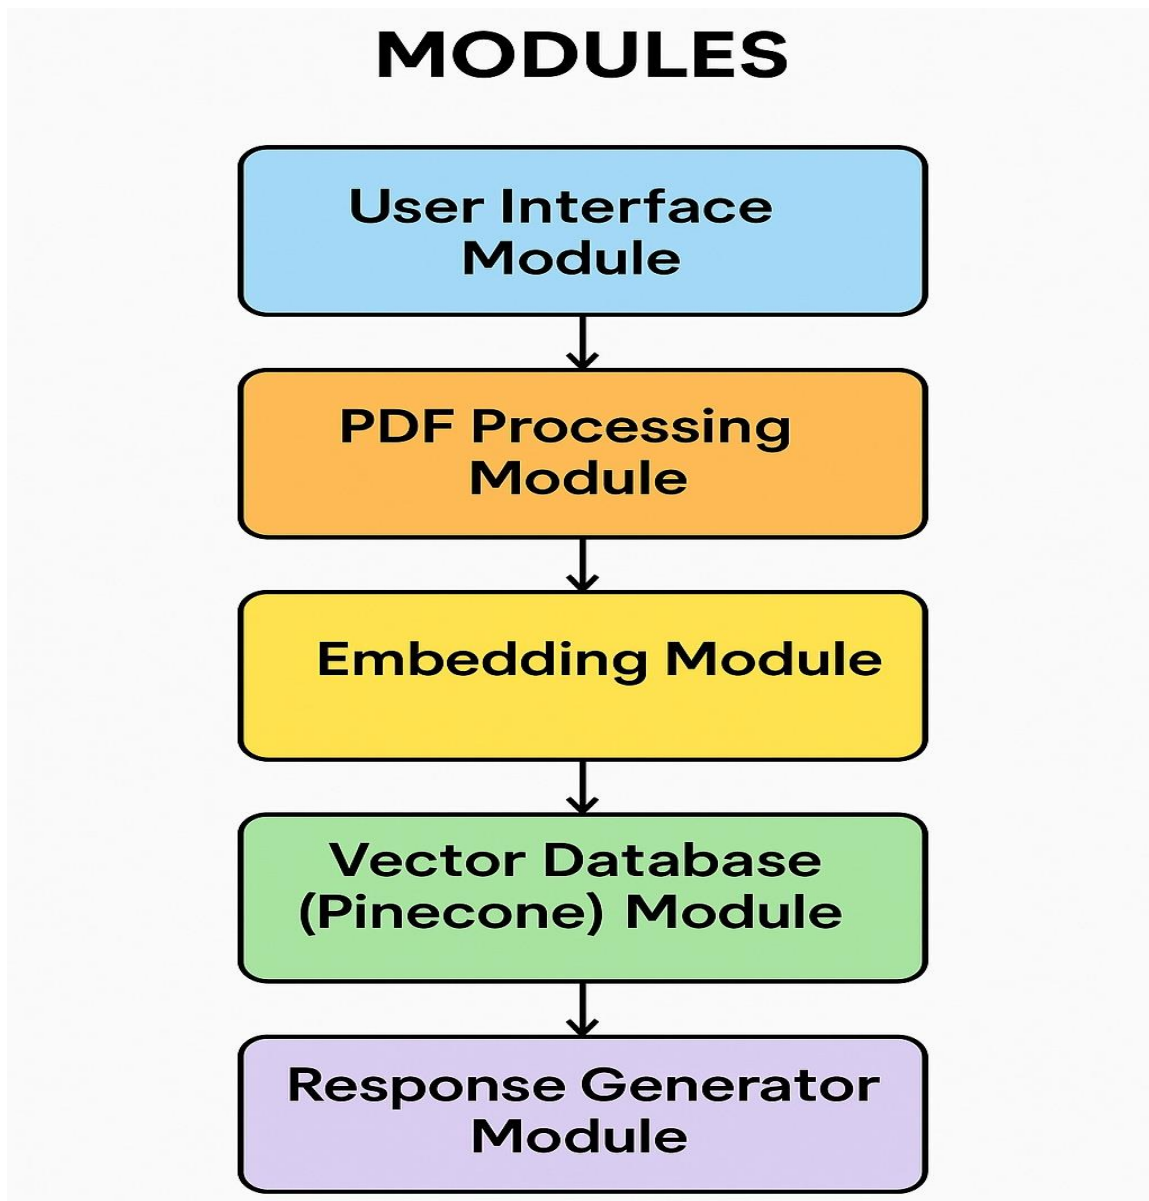 MODULES
User Interface
Module
PDF Processing
Module
Embedding Module
Vector Database
(Pinecone) Module
Response Generator
Module